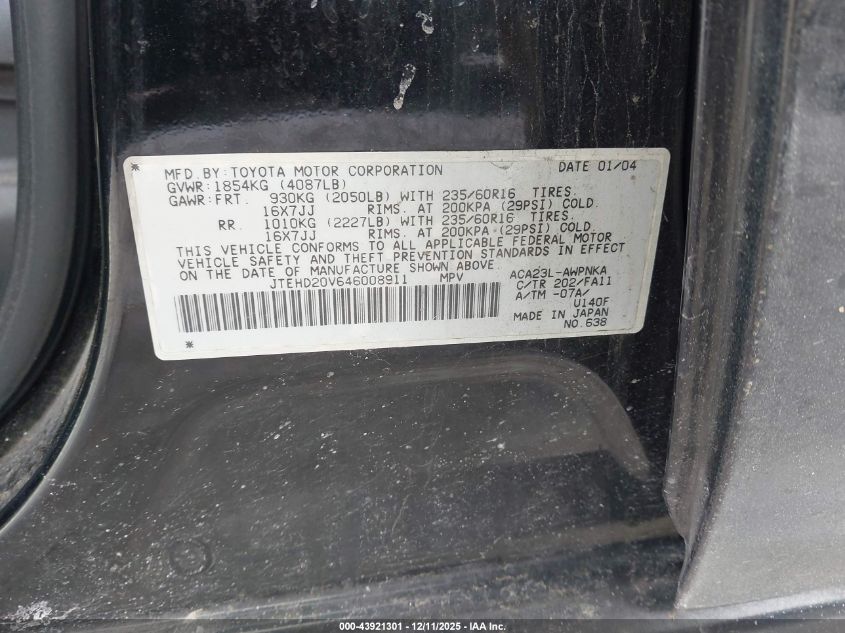 MFD. BY: TOYOTA MOTOR CORPORATION DATE 01/04
GVWR: 1854KG (4087LB)
GAWR: FRT. 930KG (2050LB) WITH 235/60R16 TIRES.
16X7JJ RIMS. AT 200KPA (29PSI) COLD.
RR. 1010KG (2227LB) WITH 235/60R16 TIRES.
16X7JJ RIMS. AT 200KPA (29PSI) COLD.
THIS VEHICLE CONFORMS TO ALL APPLICABLE FEDERAL MOTOR
VEHICLE SAFETY AND THEFT PREVENTION STANDARDS IN EFFECT
ON THE DATE OF MANUFACTURE SHOWN ABOVE.
JTEHD20V646008911 MPV
ACA23L-AWPNKA
C/TR 202/FA11
A/TM -07A/
U140F
MADE IN JAPAN
NO.638
000-43921301 - 12/11/2025 - IAA Inc.